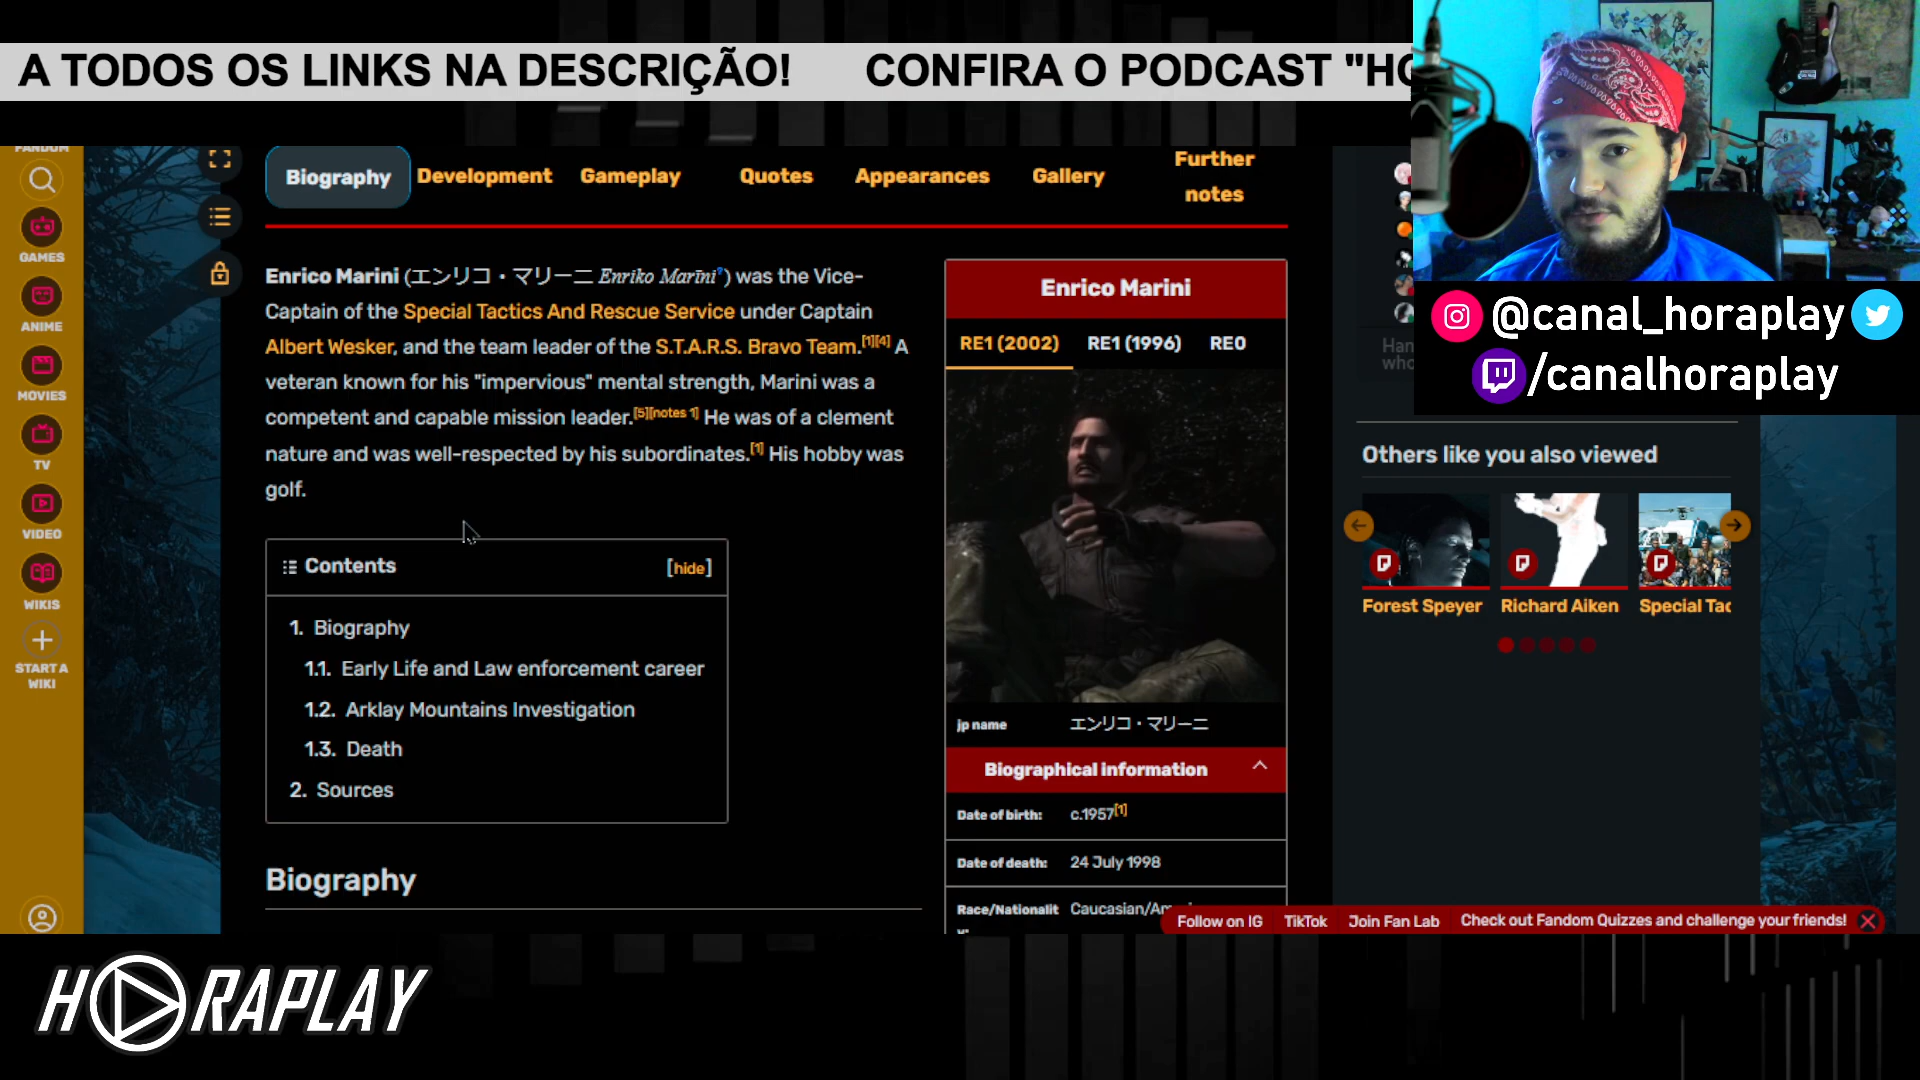 A TODOS OS LINKS NA DESCRIÇÃO! CONFIRA O PODCAST "HO
FANDOM
GAMES
ANIME
MOVIES
TV
VIDEO
WIKIS
START A
WIKI
Biography
Development
Gameplay
Quotes
Appearances
Gallery
Further
notes
Enrico Marini (エンリコ・マリーニ Enriko Marīni?) was the Vice-
Captain of the Special Tactics And Rescue Service under Captain
Albert Wesker, and the team leader of the S.T.A.R.S. Bravo Team.[1][4] A
veteran known for his "impervious" mental strength, Marini was a
competent and capable mission leader.[5][notes 1] He was of a clement
nature and was well-respected by his subordinates.[1] His hobby was
golf.
Contents [hide]
1. Biography
1.1. Early Life and Law enforcement career
1.2. Arklay Mountains Investigation
1.3. Death
2. Sources
Biography
Enrico Marini
RE1 (2002) RE1 (1996) RE0
jp name エンリコ・マリーニ
Biographical information
Date of birth: c.1957[1]
Date of death: 24 July 1998
Race/Nationalit Caucasian/Am
y:
@canal_horaplay
/canalhoraplay
Han
who
Others like you also viewed
Forest Speyer
Richard Aiken
Special Tac
Follow on IG TikTok Join Fan Lab Check out Fandom Quizzes and challenge your friends!
HORAPLAY